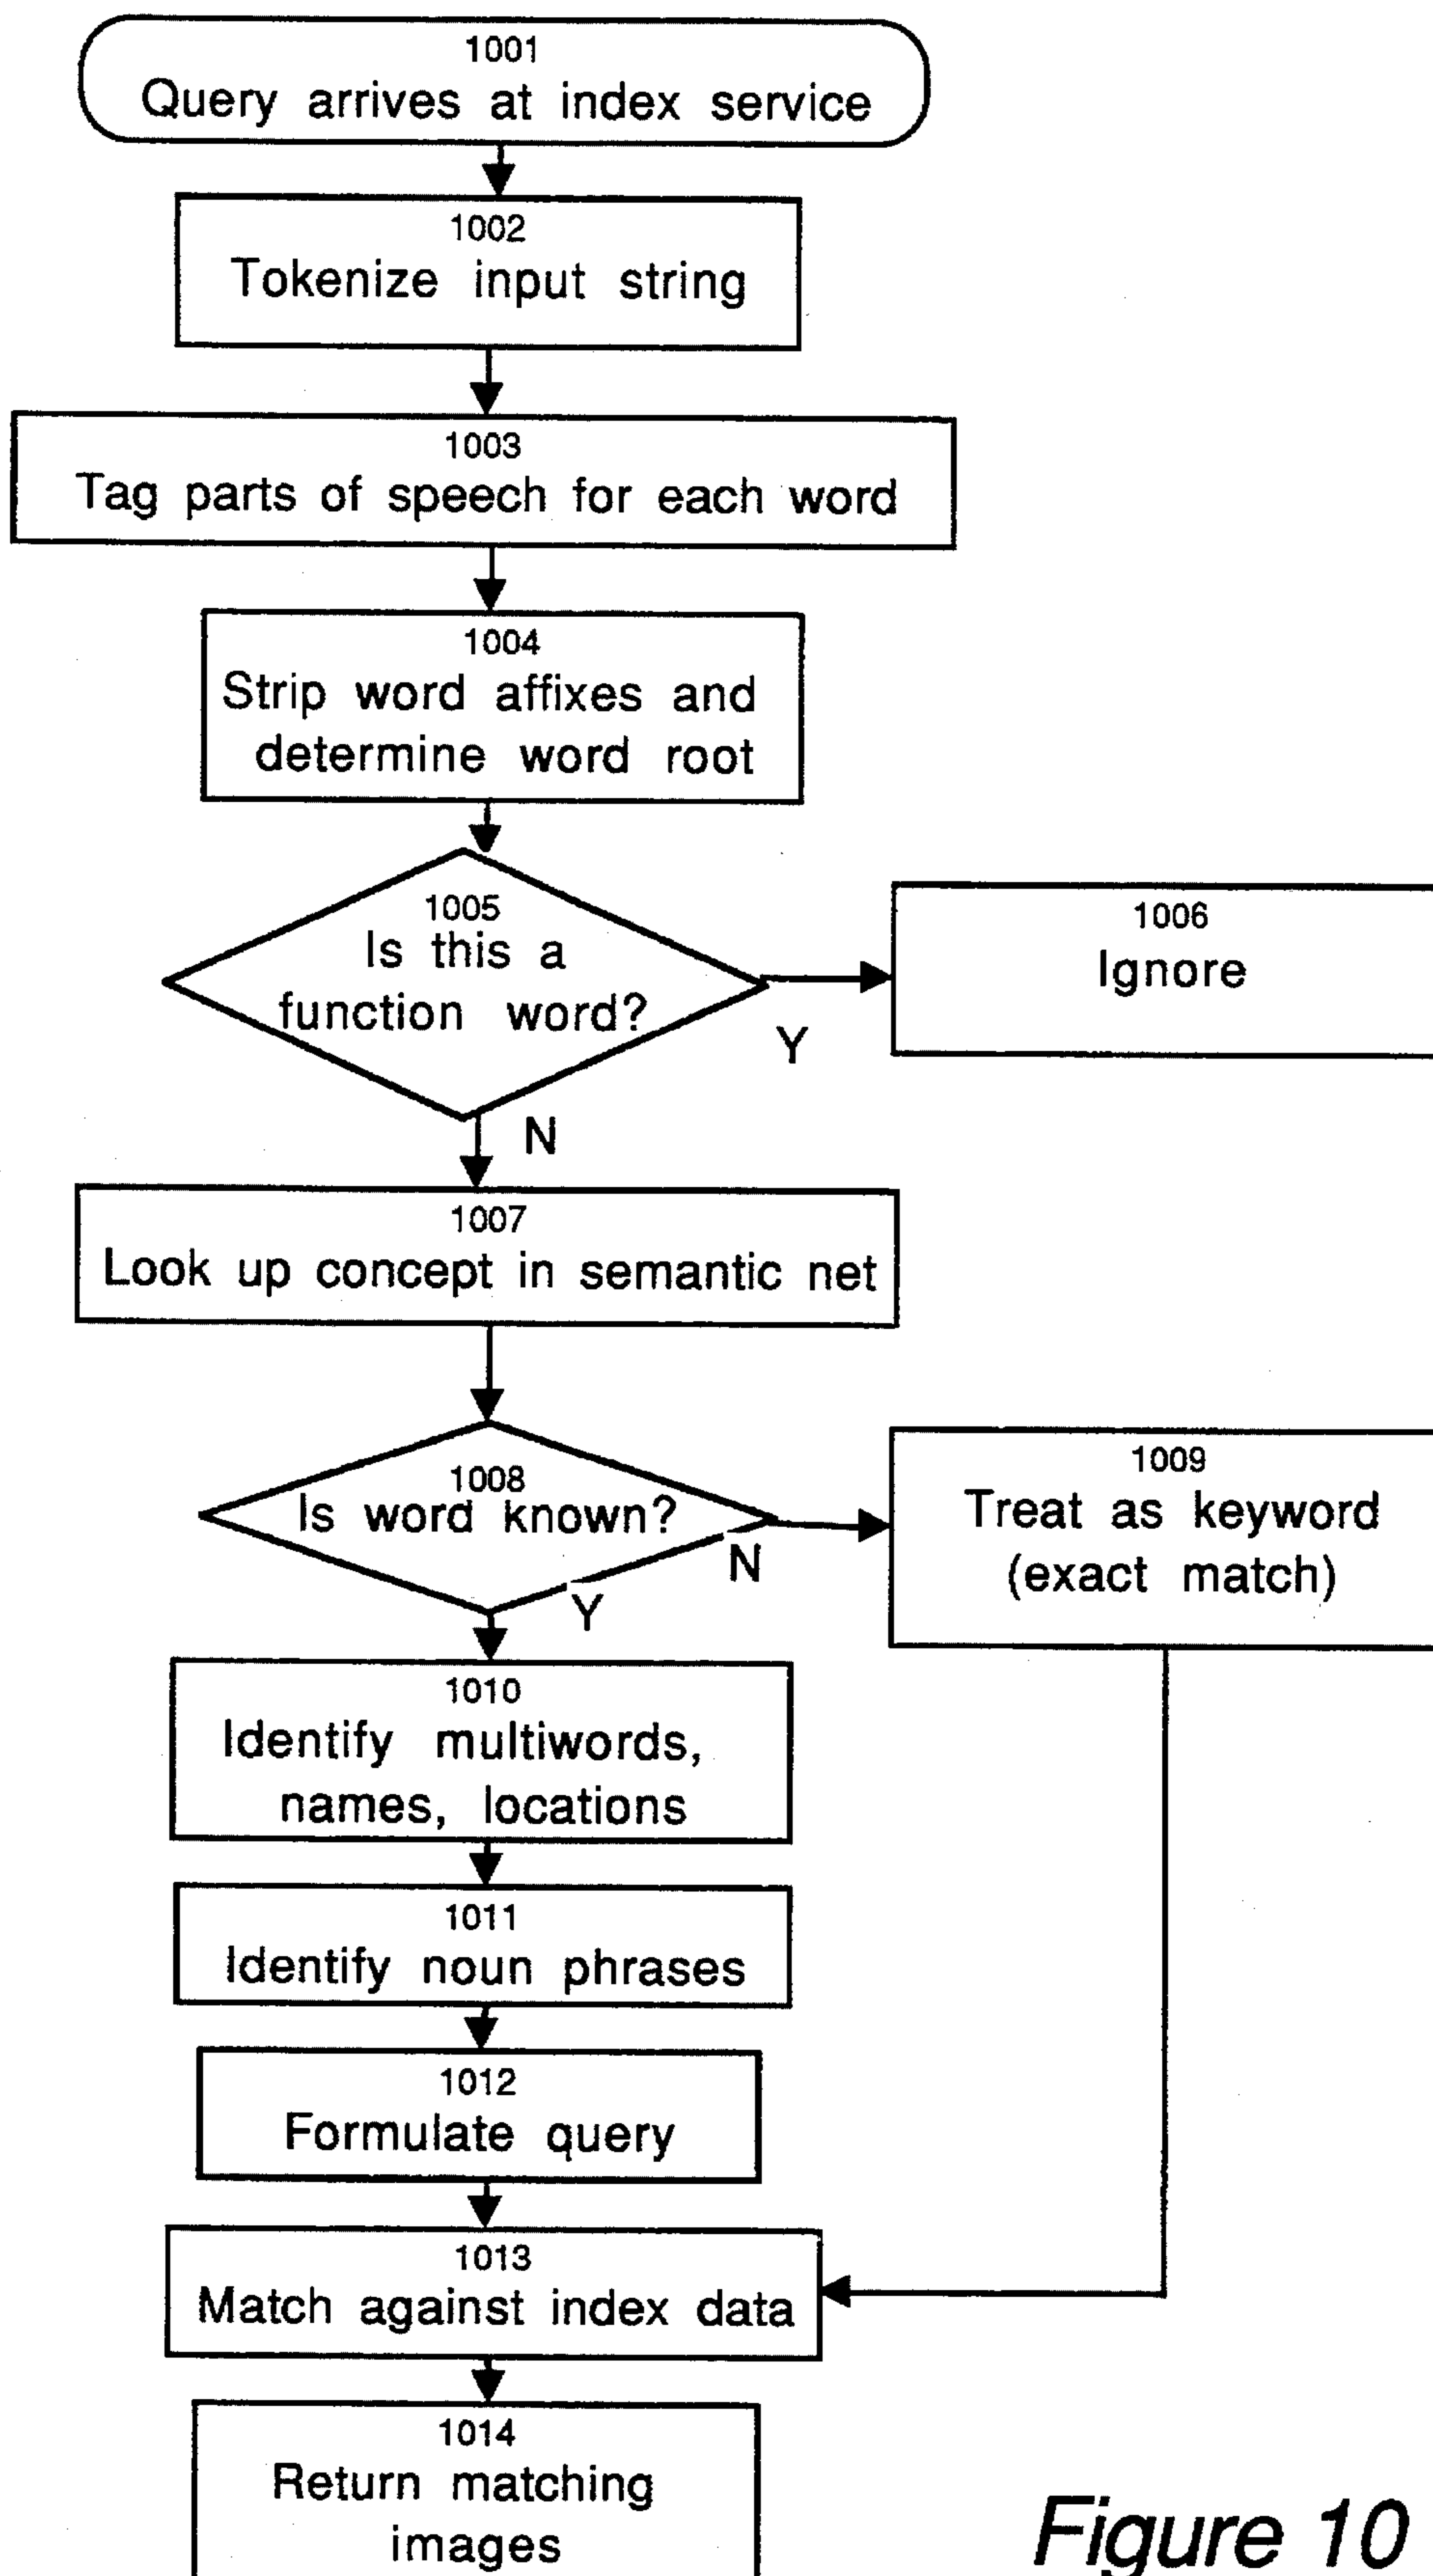 1001
Query arrives at index service
1002
Tokenize input string
1003
Tag parts of speech for each word
1004
Strip word affixes and
determine word root
1005
Is this a
function word?
Y
1006
Ignore
N
1007
Look up concept in semantic net
1008
Is word known?
N
Y
1009
Treat as keyword
(exact match)
1010
Identify multiwords,
names, locations
1011
Identify noun phrases
1012
Formulate query
1013
Match against index data
1014
Return matching
images
Figure 10